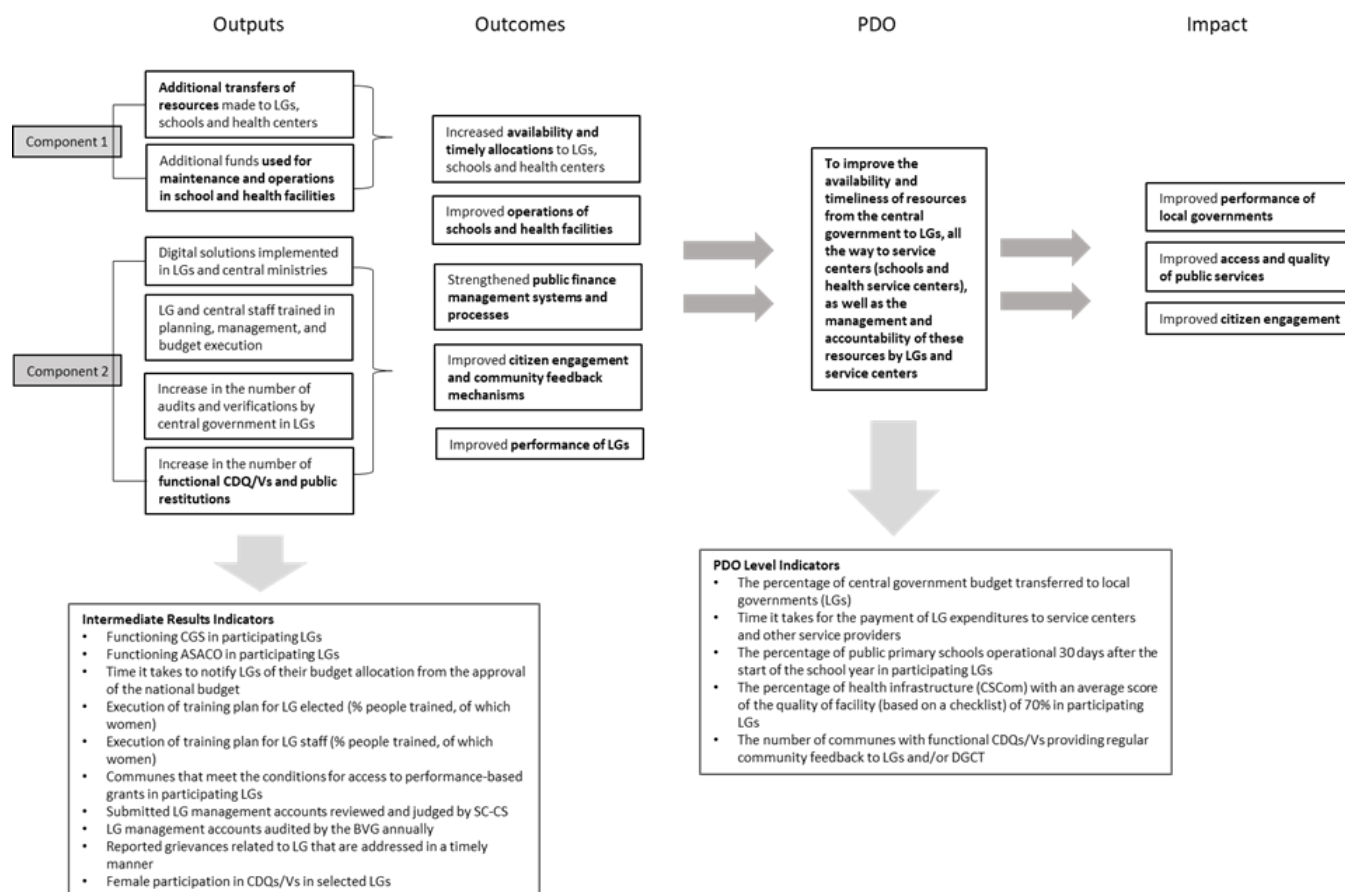 Outputs
Outcomes
PDO
Impact
Component 1
Additional transfers of
resources made to LGs,
schools and health centers
Additional funds used for
maintenance and operations
in school and health facilities
Component 2
Digital solutions implemented
in LGs and central ministries
LG and central staff trained in
planning, management, and
budget execution
Increase in the number of
audits and verifications by
central government in LGs
Increase in the number of
functional CDQ/Vs and public
restitutions
Increased availability and
timely allocations to LGs,
schools and health centers
Improved operations of
schools and health facilities
Strengthened public finance
management systems and
processes
Improved citizen engagement
and community feedback
mechanisms
Improved performance of LGs
To improve the
availability and
timeliness of resources
from the central
government to LGs, all
the way to service
centers (schools and
health service centers),
as well as the
management and
accountability of these
resources by LGs and
service centers
Improved performance of
local governments
Improved access and quality
of public services
Improved citizen engagement
Intermediate Results Indicators
• Functioning CGS in participating LGs
• Functioning ASACO in participating LGs
• Time it takes to notify LGs of their budget allocation from the approval
of the national budget
• Execution of training plan for LG elected (% people trained, of which
women)
• Execution of training plan for LG staff (% people trained, of which
women)
• Communes that meet the conditions for access to performance-based
grants in participating LGs
• Submitted LG management accounts reviewed and judged by SC-CS
• LG management accounts audited by the BVG annually
• Reported grievances related to LG that are addressed in a timely
manner
• Female participation in CDQs/Vs in selected LGs
PDO Level Indicators
• The percentage of central government budget transferred to local
governments (LGs)
• Time it takes for the payment of LG expenditures to service centers
and other service providers
• The percentage of public primary schools operational 30 days after the
start of the school year in participating LGs
• The percentage of health infrastructure (CSCom) with an average score
of the quality of facility (based on a checklist) of 70% in participating
LGs
• The number of communes with functional CDQs/Vs providing regular
community feedback to LGs and/or DGCT